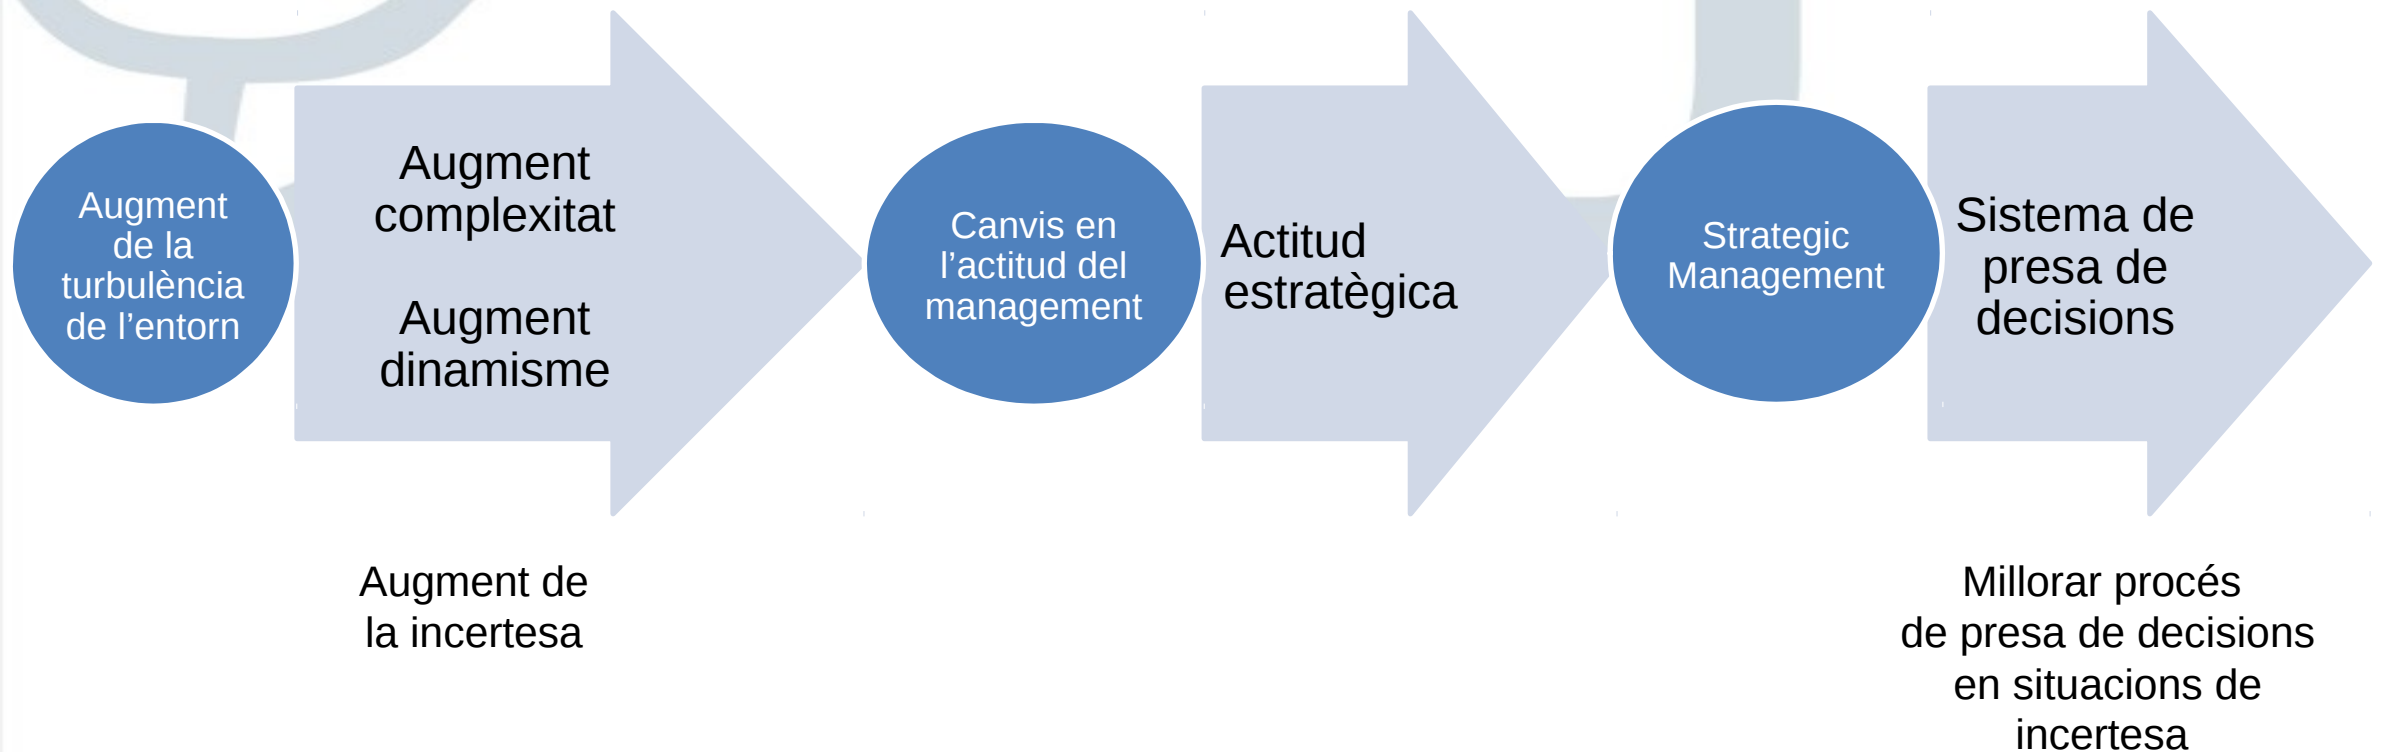 Augment
de la
turbulència
de l’entorn
Augment
complexitat
Augment
dinamisme
Canvis en
l’actitud del
management
Actitud
estratègica
Strategic
Management
Sistema de
presa de
decisions
Augment de
la incertesa
Millorar procés
de presa de decisions
en situacions de
incertesa